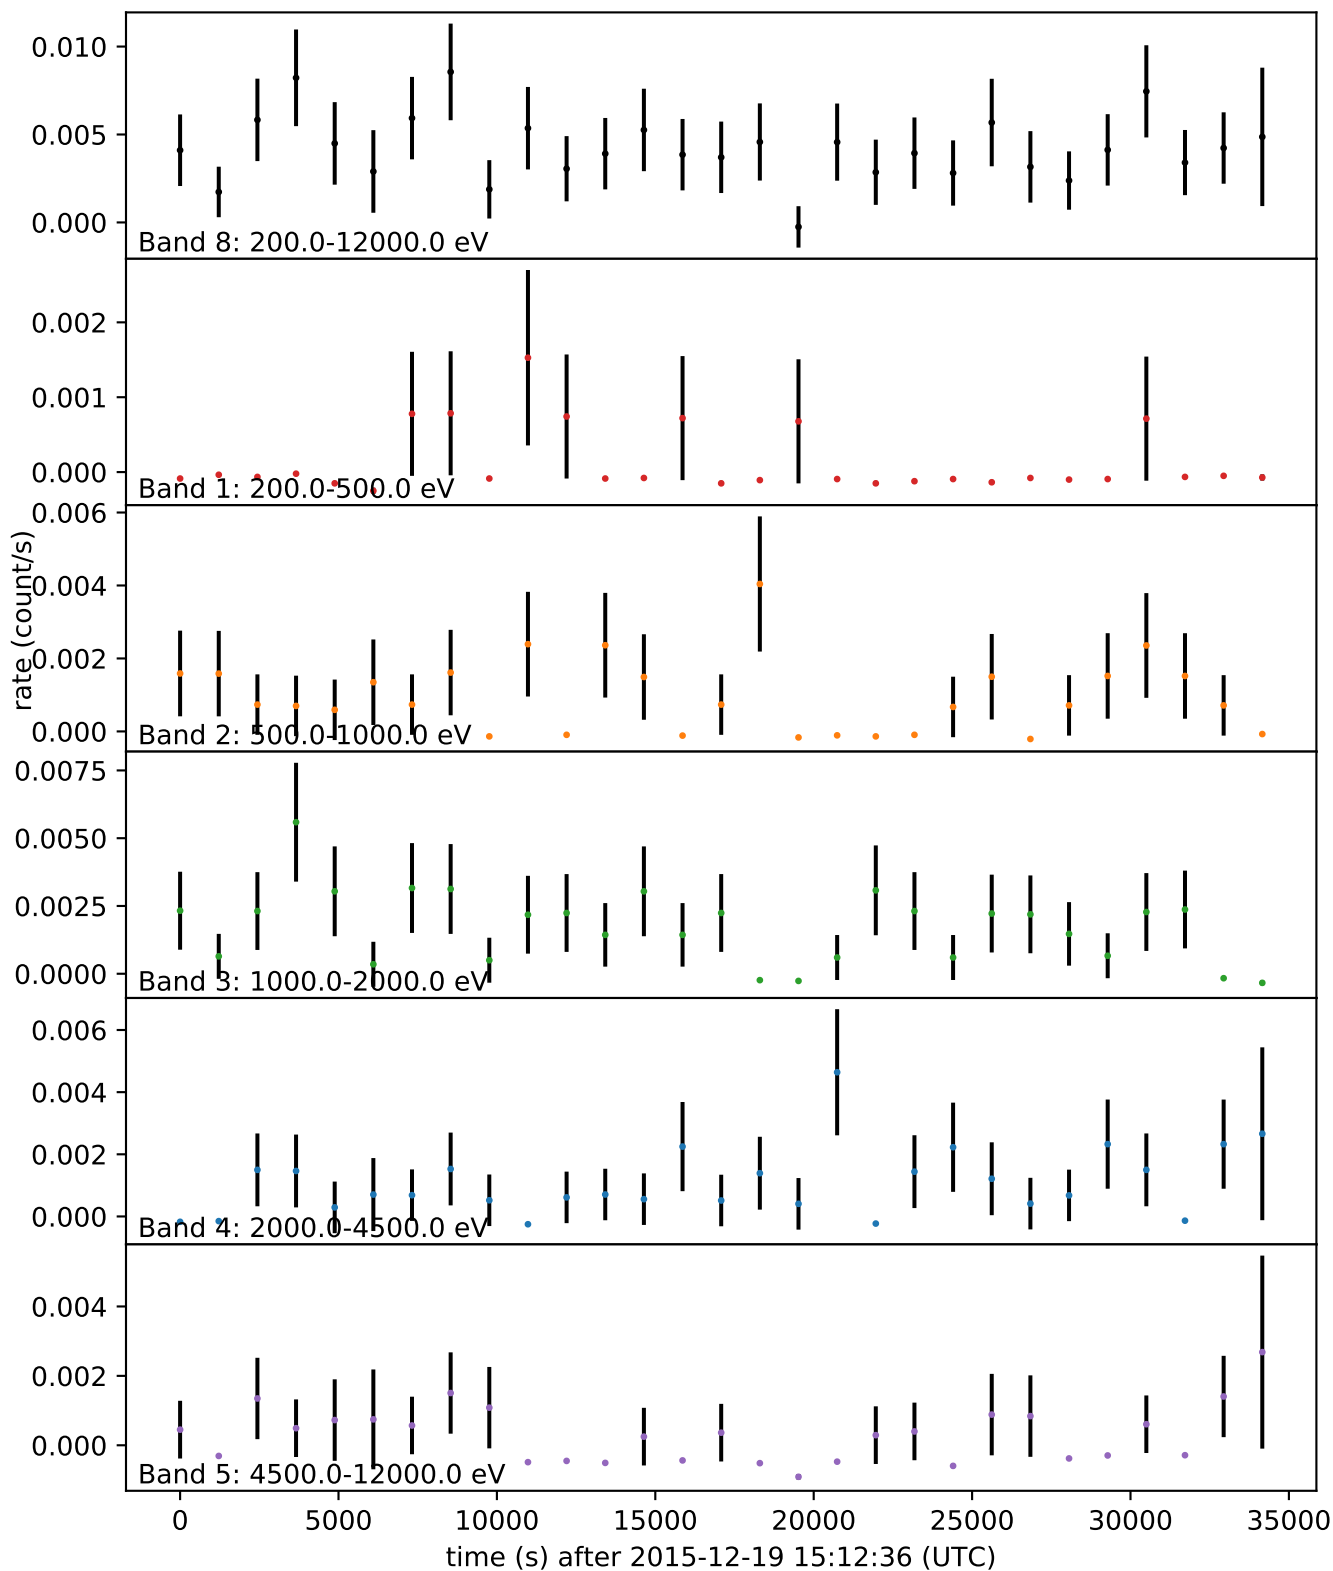 0.010
0.005
0.000
Band 8: 200.0-12000.0 eV
0.002
0.001
0.000
Band 1: 200.0-500.0 eV
rate (count/s)
0.006
0.004
0.002
0.000
Band 2: 500.0-1000.0 eV
0.0075
0.0050
0.0025
0.0000
Band 3: 1000.0-2000.0 eV
0.006
0.004
0.002
0.000
Band 4: 2000.0-4500.0 eV
0.004
0.002
0.000
Band 5: 4500.0-12000.0 eV
0 5000 10000 15000 20000 25000 30000 35000
time (s) after 2015-12-19 15:12:36 (UTC)